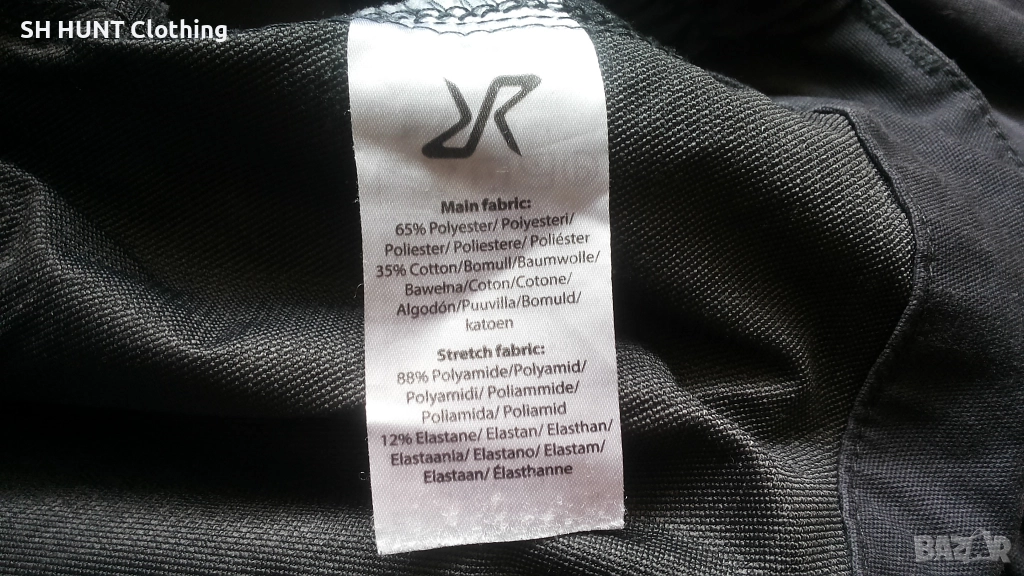 SH HUNT Clothing
Main fabric:
65% Polyester/ Polyesteri/
Poliester/ Poliestere/ Poliéster
35% Cotton/Bomull/Baumwolle/
Bawełna/Coton/Cotone/
Algodón/Puuvilla/Bomuld/
katoen
Stretch fabric:
88% Polyamide/Polyamid/
Polyamidi/ Poliammide/
Poliamida/ Poliamid
12% Elastane/ Elastan/ Elasthan/
Elastaania/ Elastano/ Elastam/
Elastaan/ Élasthanne
BAZAR